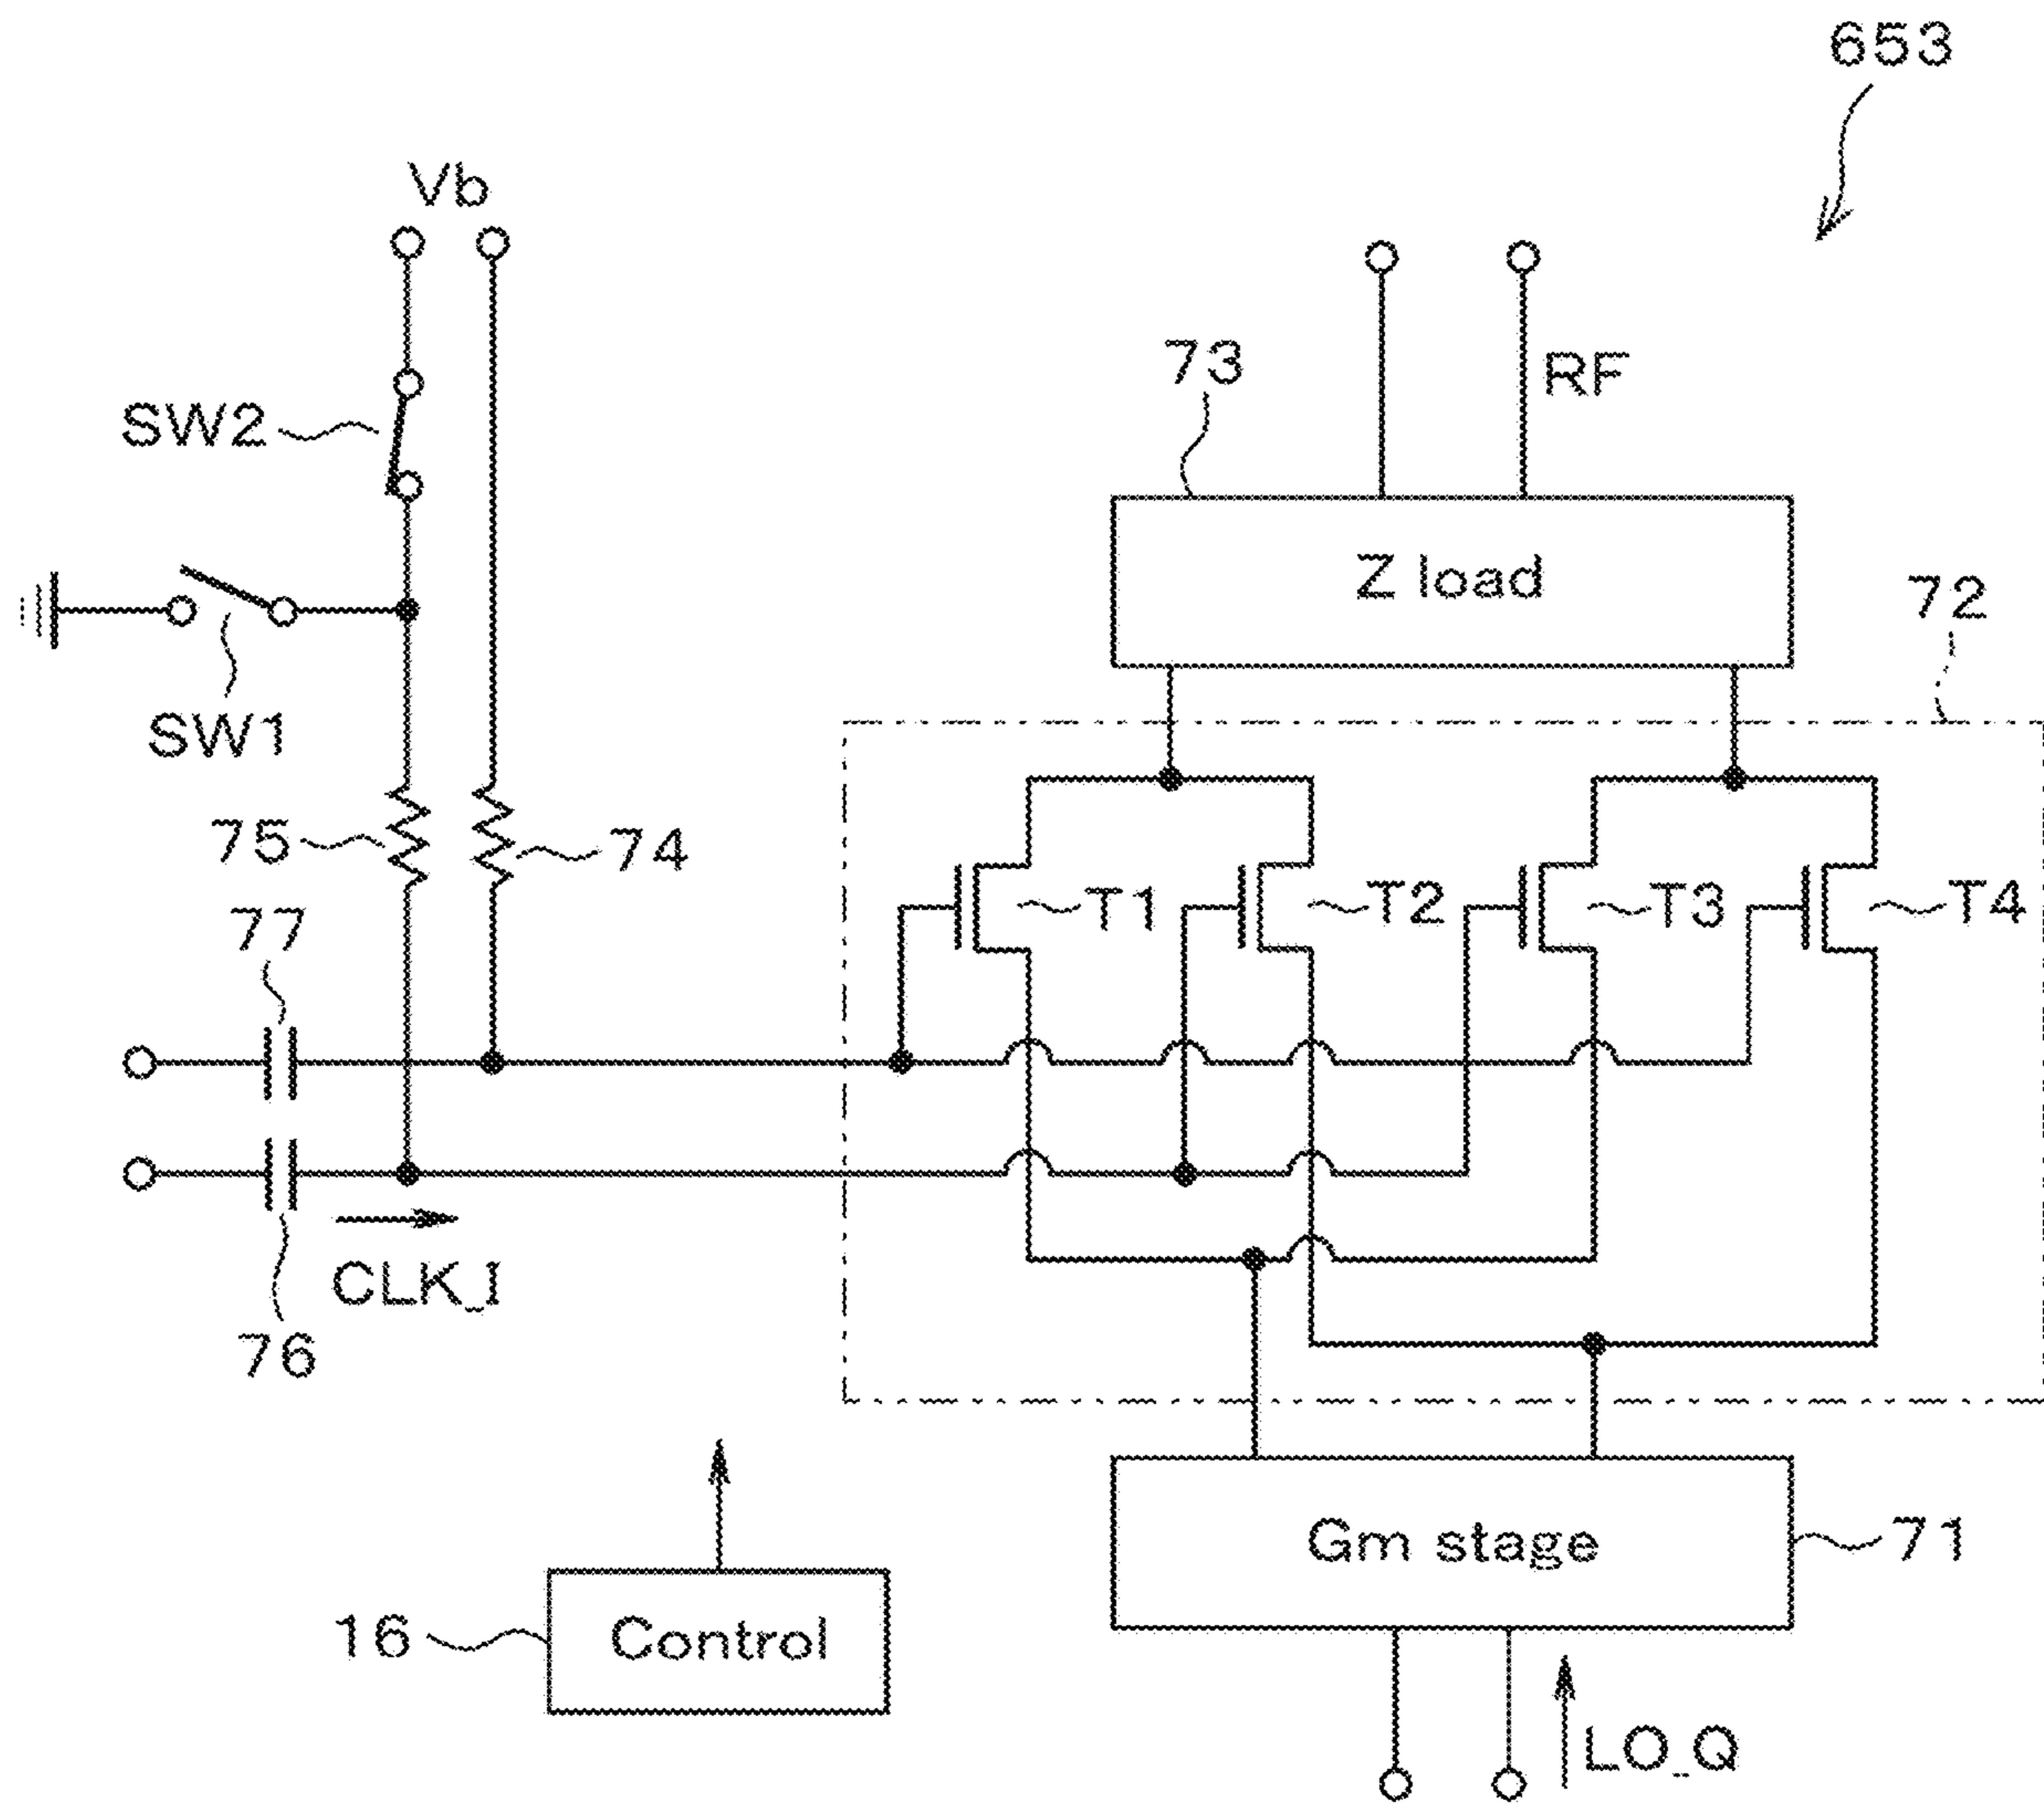 653
Vb
73
RF
SW2
Z load
72
SW1
75
74
T1
T2
T3
T4
77
CLK_I
76
Gm stage
71
16
Control
LO_Q